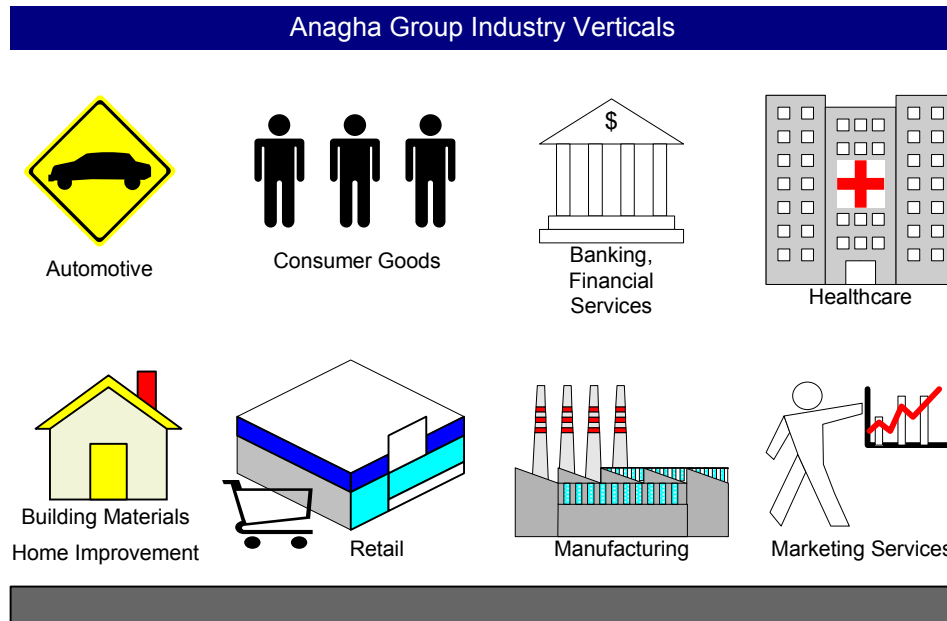 Anagha Group Industry Verticals
$
Automotive
Consumer Goods
Banking,
Financial
Services
Healthcare
Building Materials
Home Improvement
Retail
Manufacturing
Marketing Services